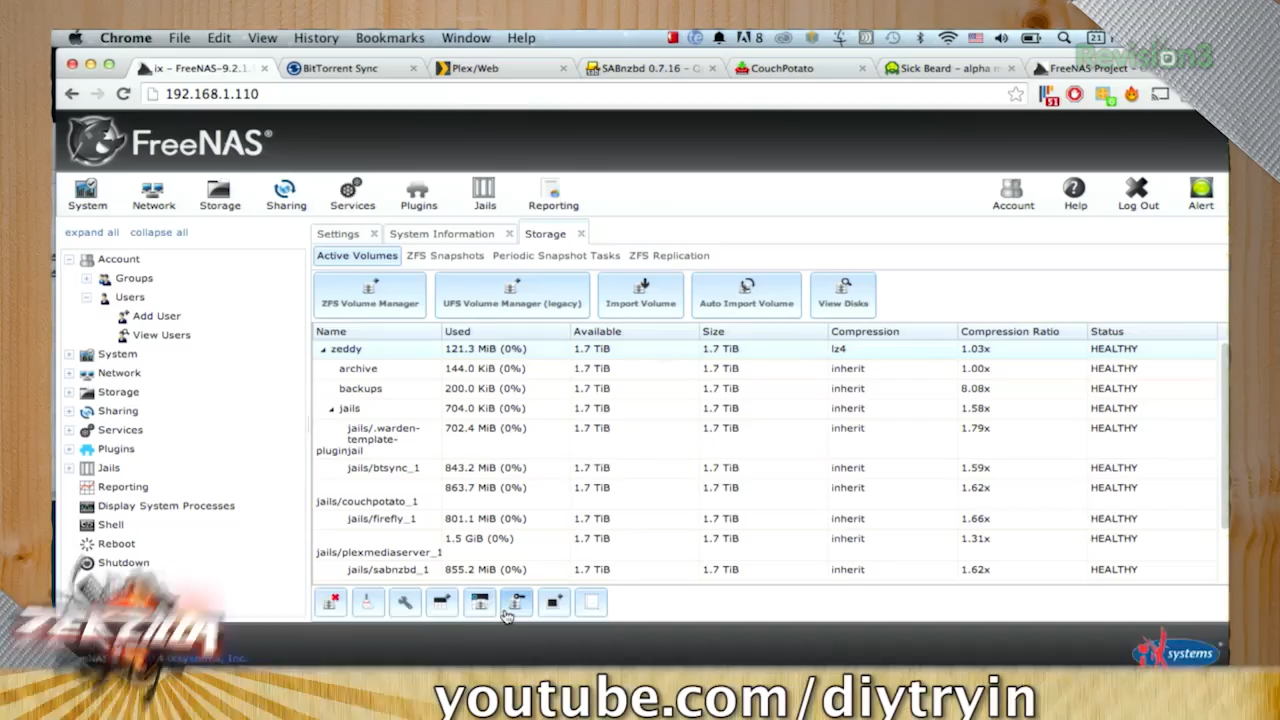 Chrome File Edit View History Bookmarks Window Help 8 21
Revision3
ix - FreeNAS-9.2.1. BitTorrent Sync Plex/Web SABnzbd 0.7.16 - Q CouchPotato Sick Beard - alpha m FreeNAS Project -
192.168.1.110
FreeNAS®
System Network Storage Sharing Services Plugins Jails Reporting Account Help Log Out Alert
expand all collapse all
Settings System Information Storage
Active Volumes ZFS Snapshots Periodic Snapshot Tasks ZFS Replication
ZFS Volume Manager UFS Volume Manager (legacy) Import Volume Auto Import Volume View Disks
Account
Groups
Users
Add User
View Users
System
Network
Storage
Sharing
Services
Plugins
Jails
Reporting
Display System Processes
Shell
Reboot
Shutdown
Name Used Available Size Compression Compression Ratio Status
zeddy 121.3 MiB (0%) 1.7 TiB 1.7 TiB lz4 1.03x HEALTHY
archive 144.0 KiB (0%) 1.7 TiB 1.7 TiB inherit 1.00x HEALTHY
backups 200.0 KiB (0%) 1.7 TiB 1.7 TiB inherit 8.08x HEALTHY
jails 704.0 KiB (0%) 1.7 TiB 1.7 TiB inherit 1.58x HEALTHY
jails/.warden- 702.4 MiB (0%) 1.7 TiB 1.7 TiB inherit 1.79x HEALTHY
template-
pluginjail
jails/btsync_1 843.2 MiB (0%) 1.7 TiB 1.7 TiB inherit 1.59x HEALTHY
863.7 MiB (0%) 1.7 TiB 1.7 TiB inherit 1.62x HEALTHY
jails/couchpotato_1
jails/firefly_1 801.1 MiB (0%) 1.7 TiB 1.7 TiB inherit 1.66x HEALTHY
1.5 GiB (0%) 1.7 TiB 1.7 TiB inherit 1.31x HEALTHY
jails/plexmediaserver_1
jails/sabnzbd_1 855.2 MiB (0%) 1.7 TiB 1.7 TiB inherit 1.62x HEALTHY
TEKZILLA
iX systems
youtube.com/diytryin